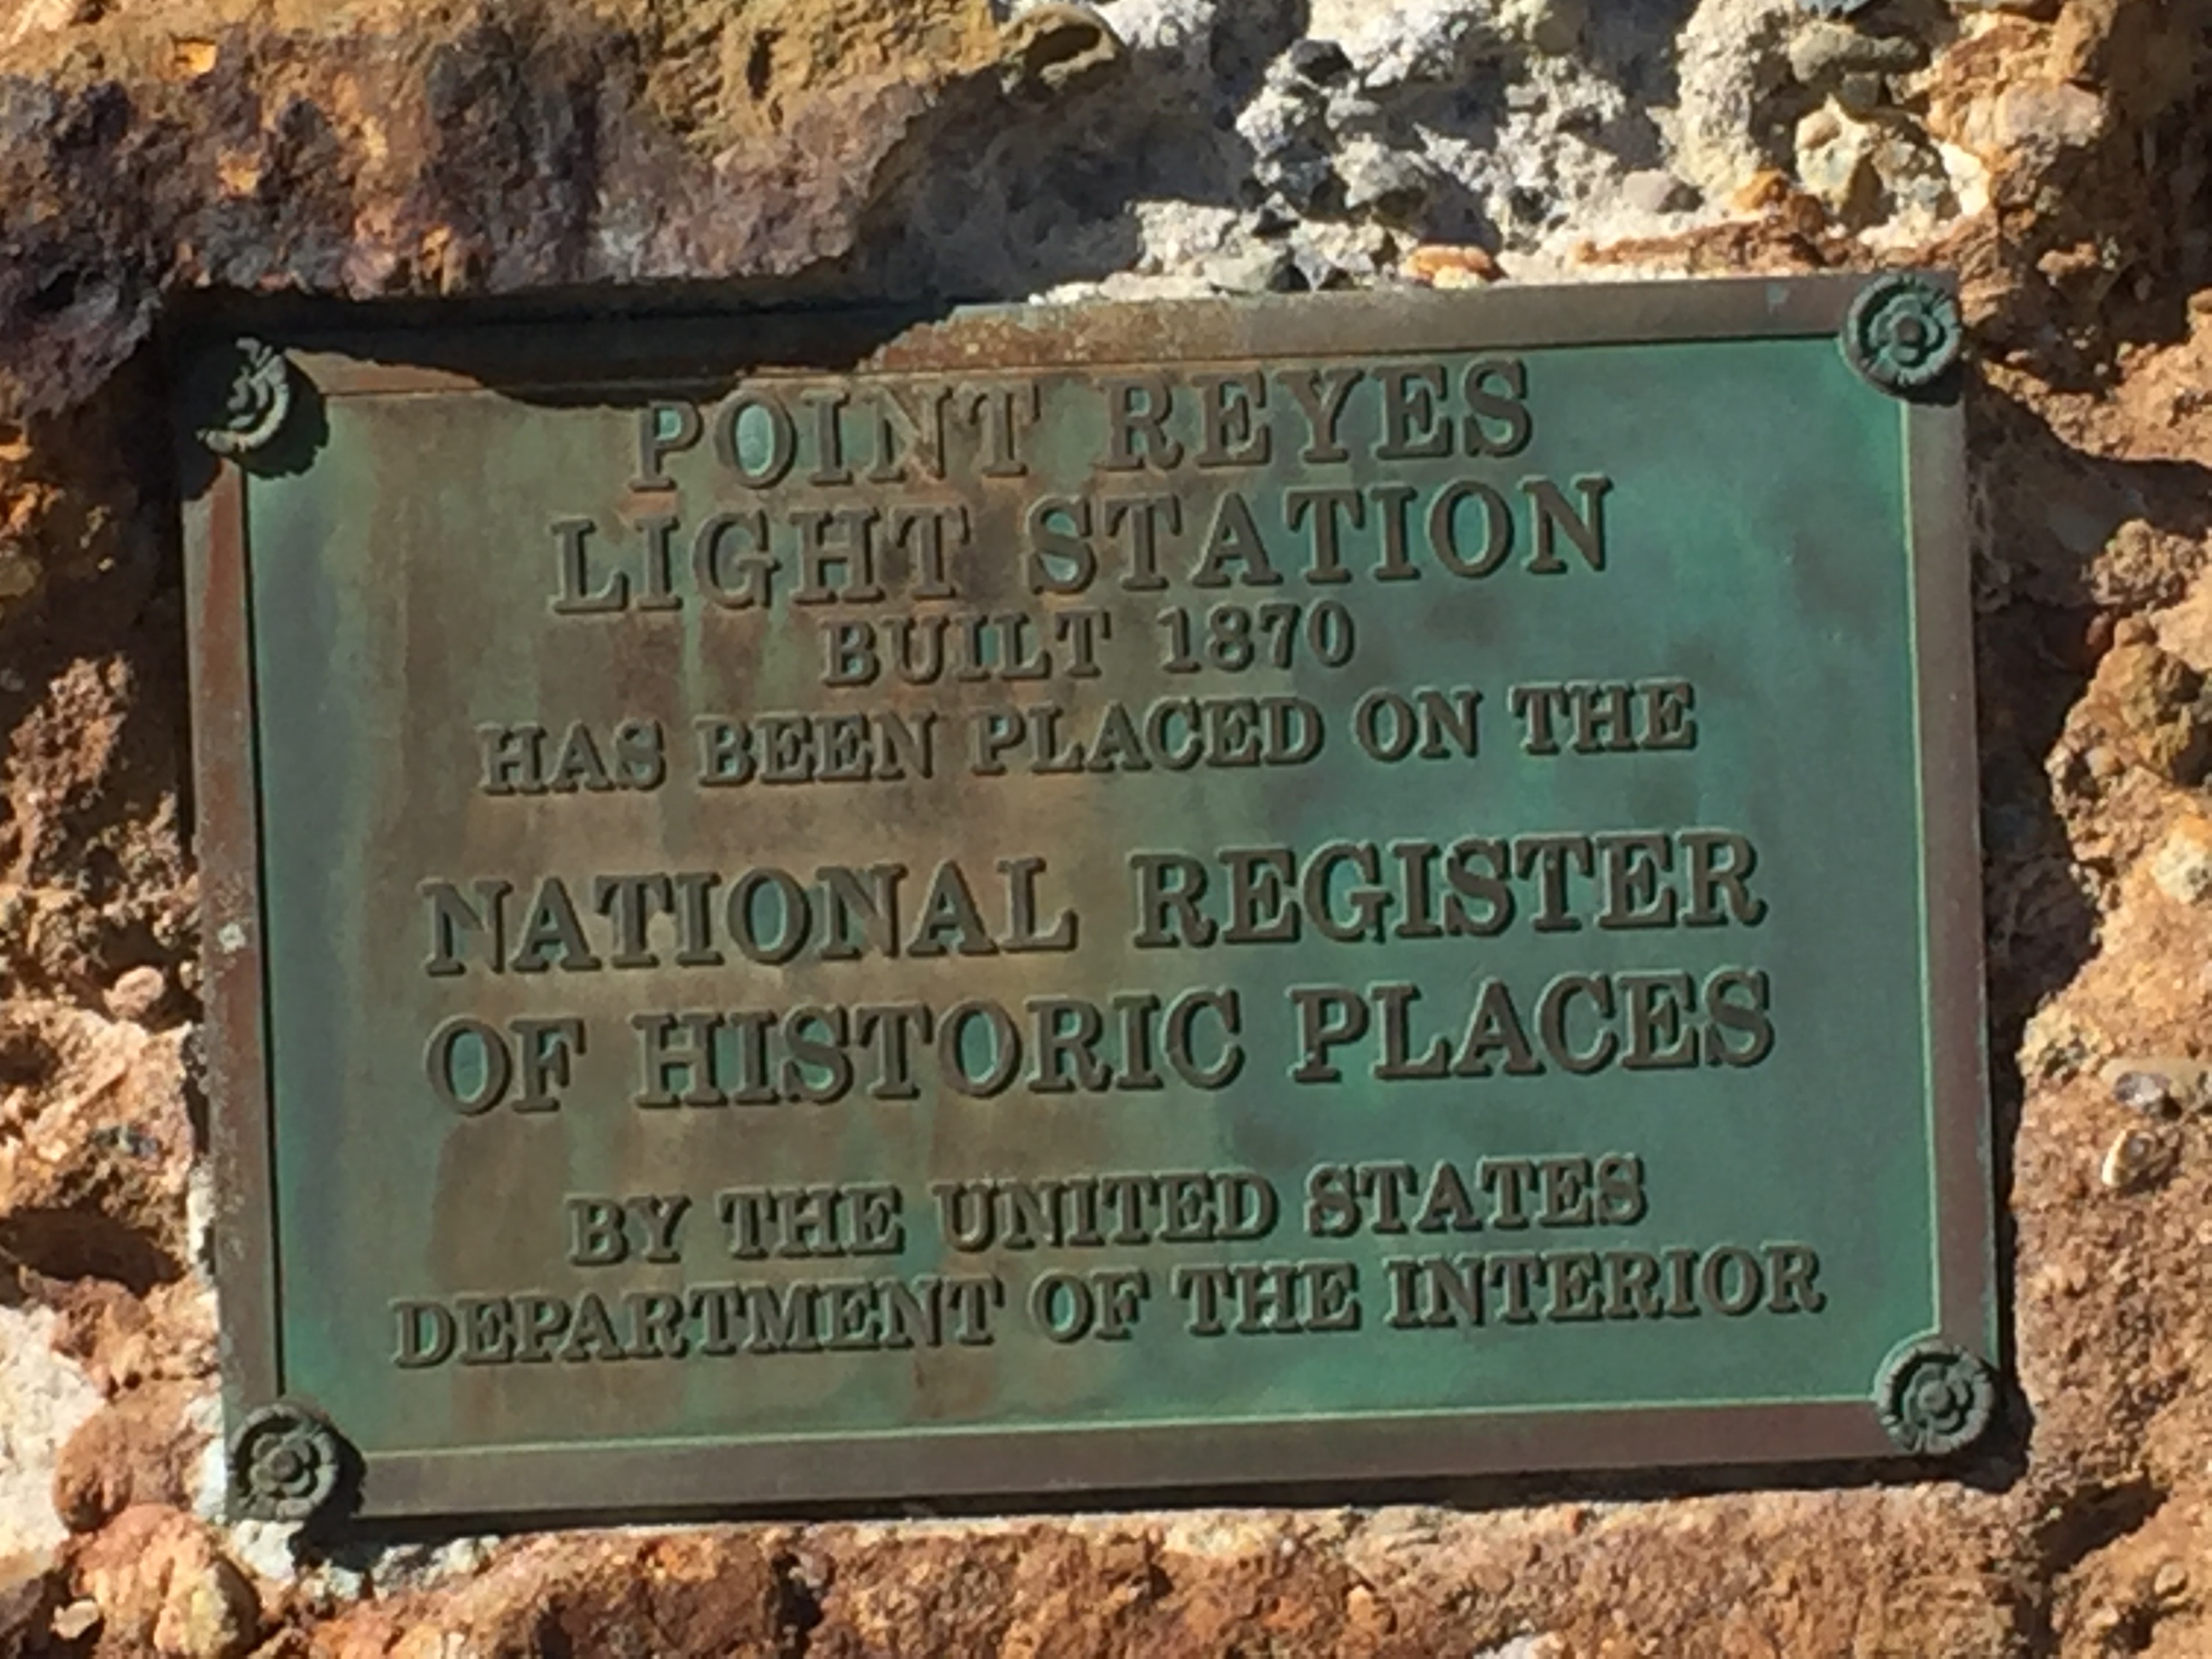 POINT REYES
LIGHT STATION
BUILT 1870
HAS BEEN PLACED ON THE
NATIONAL REGISTER
OF HISTORIC PLACES
BY THE UNITED STATES
DEPARTMENT OF THE INTERIOR